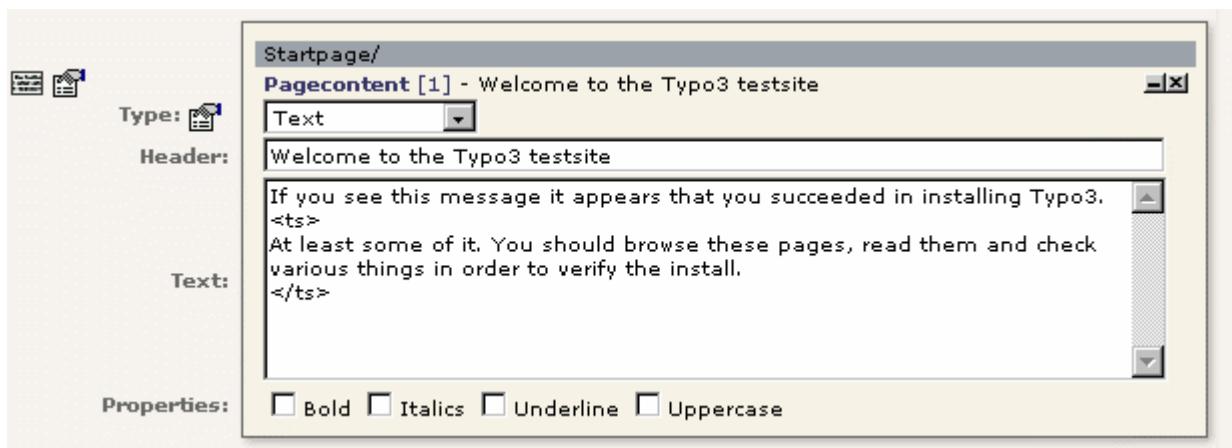 Startpage/
Pagecontent [1] - Welcome to the Typo3 testsite
Type: Text
Header: Welcome to the Typo3 testsite
If you see this message it appears that you succeeded in installing Typo3.
<ts>
At least some of it. You should browse these pages, read them and check
various things in order to verify the install.
Text:
</ts>
Properties: Bold Italics Underline Uppercase